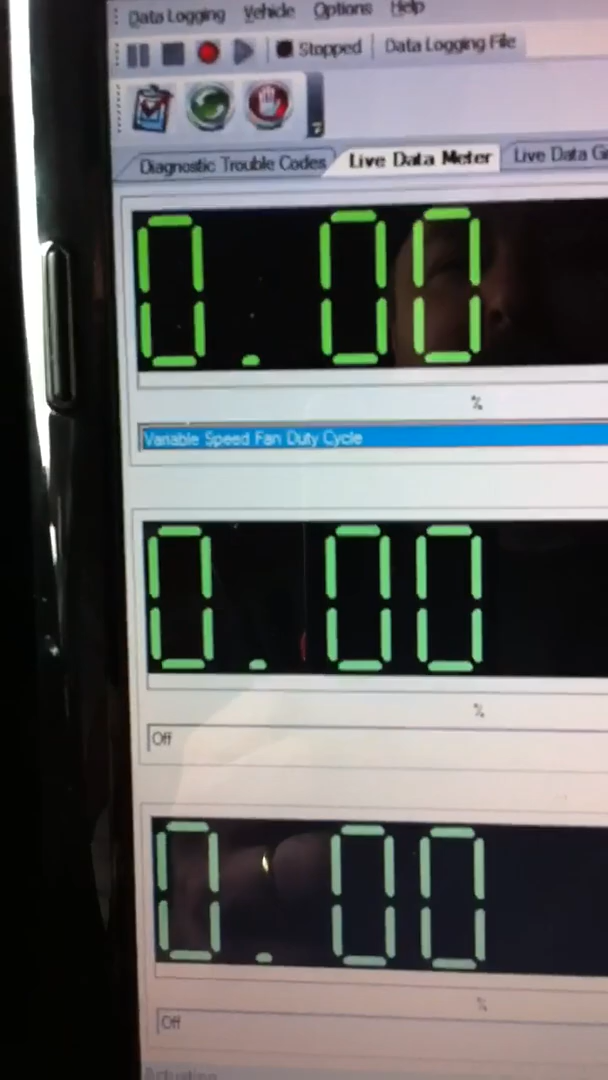 Data Logging Vehicle Options Help
Stopped Data Logging File
Diagnostic Trouble Codes Live Data Meter Live Data
0.00
%
Variable Speed Fan Duty Cycle
0.00
%
Off
0.00
%
Off